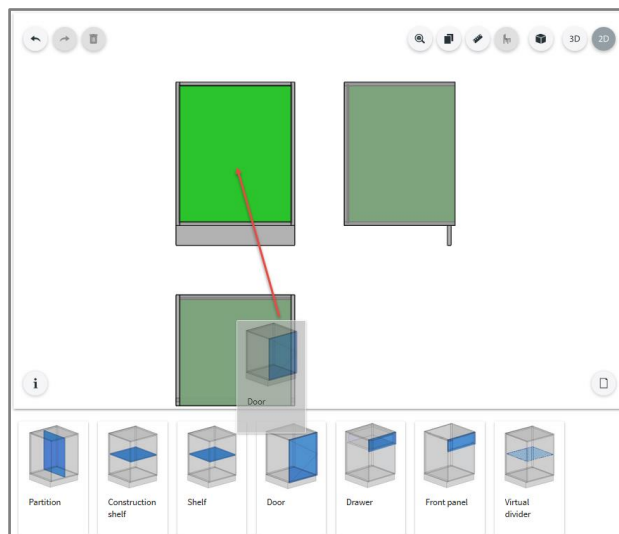 3D
2D
i
Door
Partition
Construction
shelf
Shelf
Door
Drawer
Front panel
Virtual
divider